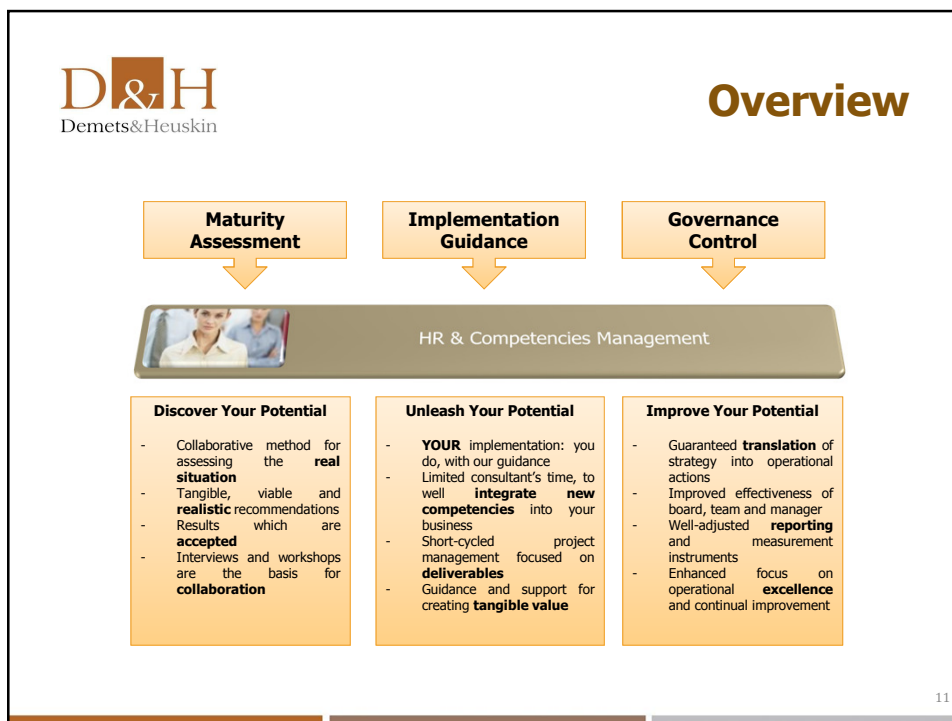 D&H
Demets&Heuskin
Overview
Maturity
Assessment
Implementation
Guidance
Governance
Control
HR & Competencies Management
Discover Your Potential
- Collaborative method for
assessing the real
situation
- Tangible, viable and
realistic recommendations
- Results which are
accepted
- Interviews and workshops
are the basis for
collaboration
Unleash Your Potential
- YOUR implementation: you
do, with our guidance
- Limited consultant's time, to
well integrate new
competencies into your
business
- Short-cycled project
management focused on
deliverables
- Guidance and support for
creating tangible value
Improve Your Potential
- Guaranteed translation of
strategy into operational
actions
- Improved effectiveness of
board, team and manager
- Well-adjusted reporting
and measurement
instruments
- Enhanced focus on
operational excellence
and continual improvement
11